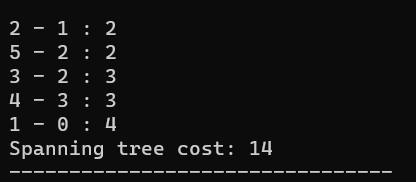 2 - 1 : 2
5 - 2 : 2
3 - 2 : 3
4 - 3 : 3
1 - 0 : 4
Spanning tree cost: 14
--------------------------------